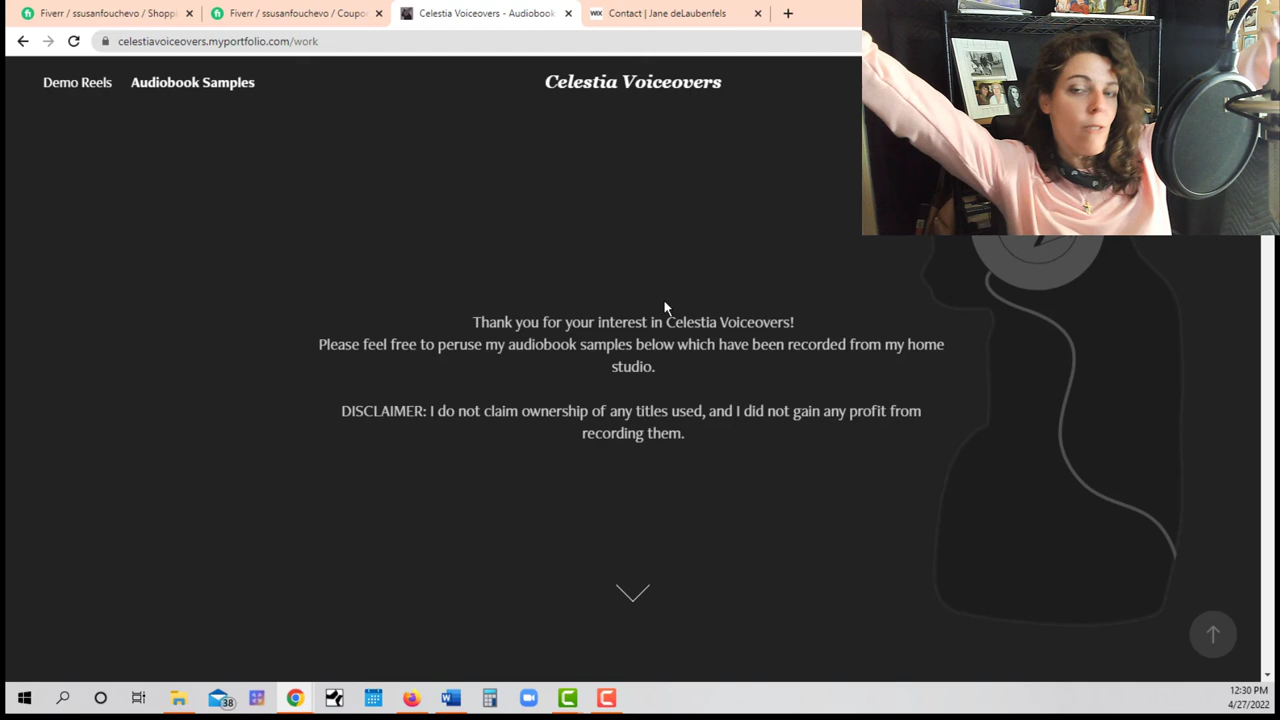 Fiverr / ssusanfouchevo / Shoppi
Fiverr / ssusanfouchevo / Coupo
Celestia Voiceovers - Audiobook
WIX
Contact | Jane deLaubenfels
celestiavoiceovers.myportfolio.com/work
Demo Reels
Audiobook Samples
Celestia Voiceovers
Thank you for your interest in Celestia Voiceovers!
Please feel free to peruse my audiobook samples below which have been recorded from my home
studio.
DISCLAIMER: I do not claim ownership of any titles used, and I did not gain any profit from
recording them.
38
12:30 PM
4/27/2022